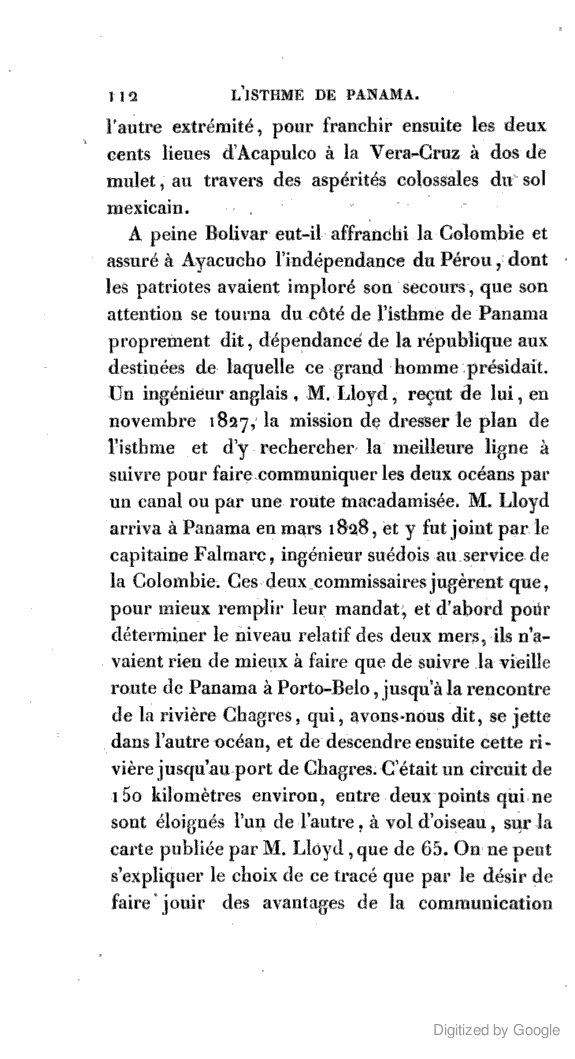 112 L'ISTHME DE PANAMA.
l'autre extrémité, pour franchir ensuite les deux
cents lieues d'Acapulco à la Vera-Cruz à dos de
mulet, au travers des aspérités colossales du sol
mexicain.
A peine Bolivar eut-il affranchi la Colombie et
assuré à Ayacucho l'indépendance du Pérou, dont
les patriotes avaient imploré son secours, que son
attention se tourna du côté de l'isthme de Panama
proprement dit, dépendance de la république aux
destinées de laquelle ce grand homme présidait.
Un ingénieur anglais, M. Lloyd, reçut de lui, en
novembre 1827, la mission de dresser le plan de
l'isthme et d'y rechercher la meilleure ligne à
suivre pour faire communiquer les deux océans par
un canal ou par une route macadamisée. M. Lloyd
arriva à Panama en mars 1828, et y fut joint par le
capitaine Falmarc, ingénieur suédois au service de
la Colombie. Ces deux commissaires jugèrent que,
pour mieux remplir leur mandat, et d'abord pour
déterminer le niveau relatif des deux mers, ils n'a-
vaient rien de mieux à faire que de suivre la vieille
route de Panama à Porto-Belo, jusqu'à la rencontre
de la rivière Chagres, qui, avons-nous dit, se jette
dans l'autre océan, et de descendre ensuite cette ri-
vière jusqu'au port de Chagres. C'était un circuit de
150 kilomètres environ, entre deux points qui ne
sont éloignés l'un de l'autre, à vol d'oiseau, sur la
carte publiée par M. Lloyd, que de 65. On ne peut
s'expliquer le choix de ce tracé que par le désir de
faire jouir des avantages de la communication
Digitized by Google